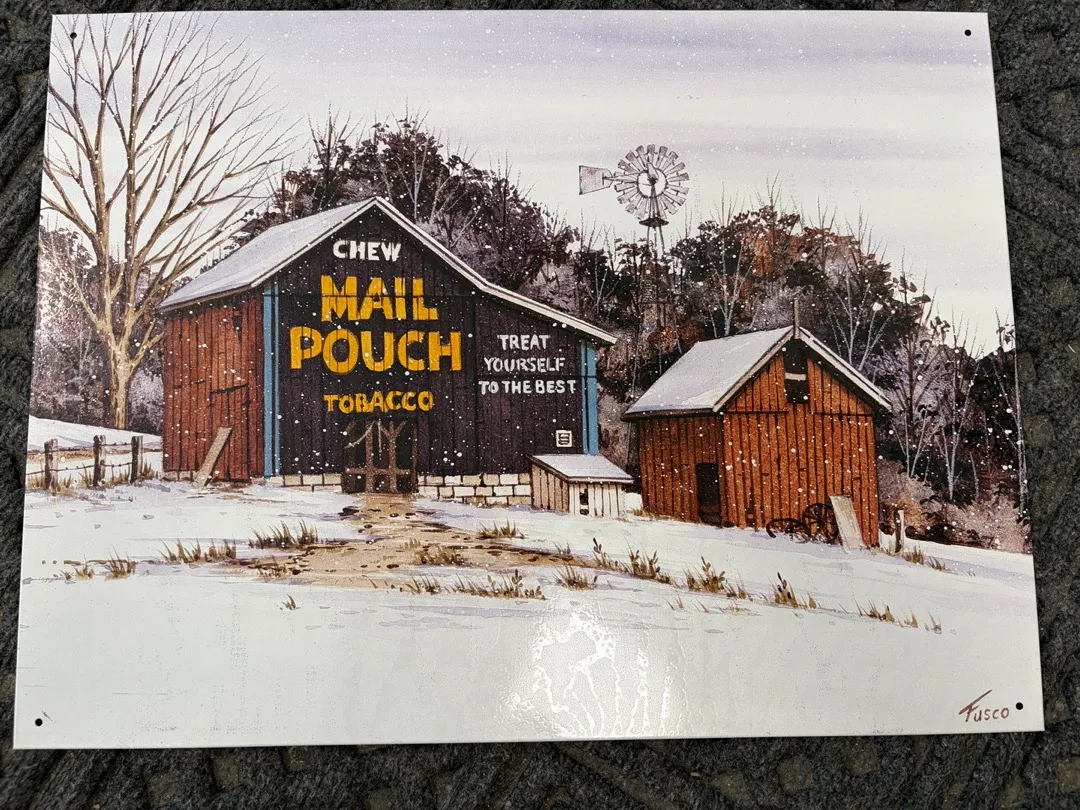 CHEW
MAIL
POUCH
TOBACCO
TREAT
YOURSELF
TO THE BEST
Fusco